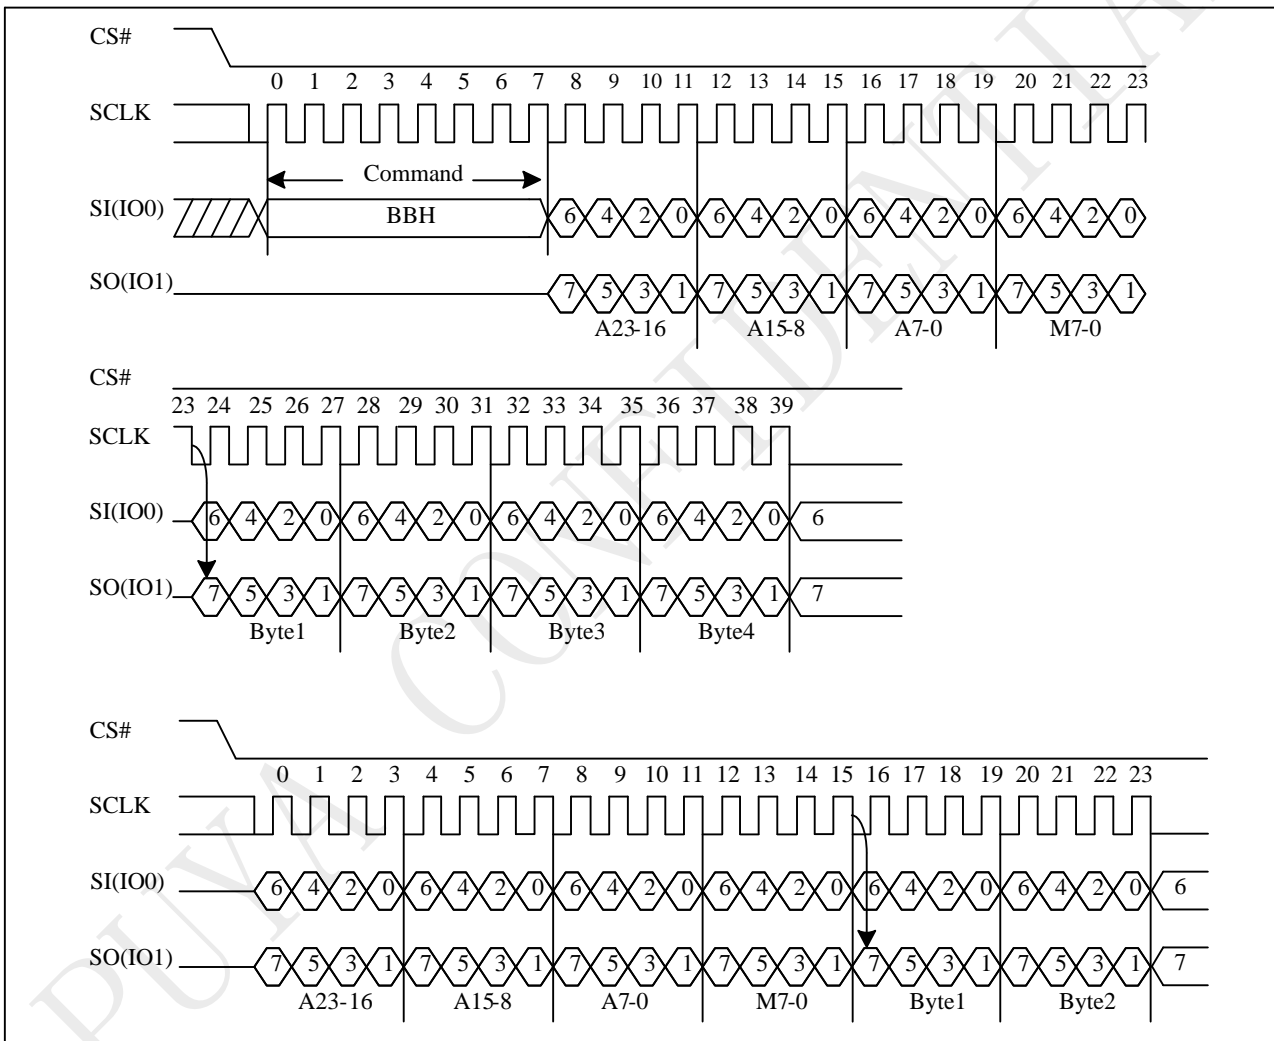 CS#
0 1 2 3 4 5 6 7 8 9 10 11 12 13 14 15 16 17 18 19 20 21 22 23
SCLK
Command
SI(IO0) BBH 6 4 2 0 6 4 2 0 6 4 2 0 6 4 2 0
SO(IO1) 7 5 3 1 7 5 3 1 7 5 3 1 7 5 3 1
A23-16 A15-8 A7-0 M7-0
CS#
23 24 25 26 27 28 29 30 31 32 33 34 35 36 37 38 39
SCLK
SI(IO0) 6 4 2 0 6 4 2 0 6 4 2 0 6 4 2 0 6
SO(IO1) 7 5 3 1 7 5 3 1 7 5 3 1 7 5 3 1 7
Byte1 Byte2 Byte3 Byte4
CS#
0 1 2 3 4 5 6 7 8 9 10 11 12 13 14 15 16 17 18 19 20 21 22 23
SCLK
SI(IO0) 6 4 2 0 6 4 2 0 6 4 2 0 6 4 2 0 6 4 2 0 6 4 2 0 6
SO(IO1) 7 5 3 1 7 5 3 1 7 5 3 1 7 5 3 1 7 5 3 1 7 5 3 1 7
A23-16 A15-8 A7-0 M7-0 Byte1 Byte2
PUYA CONFIDENTIA